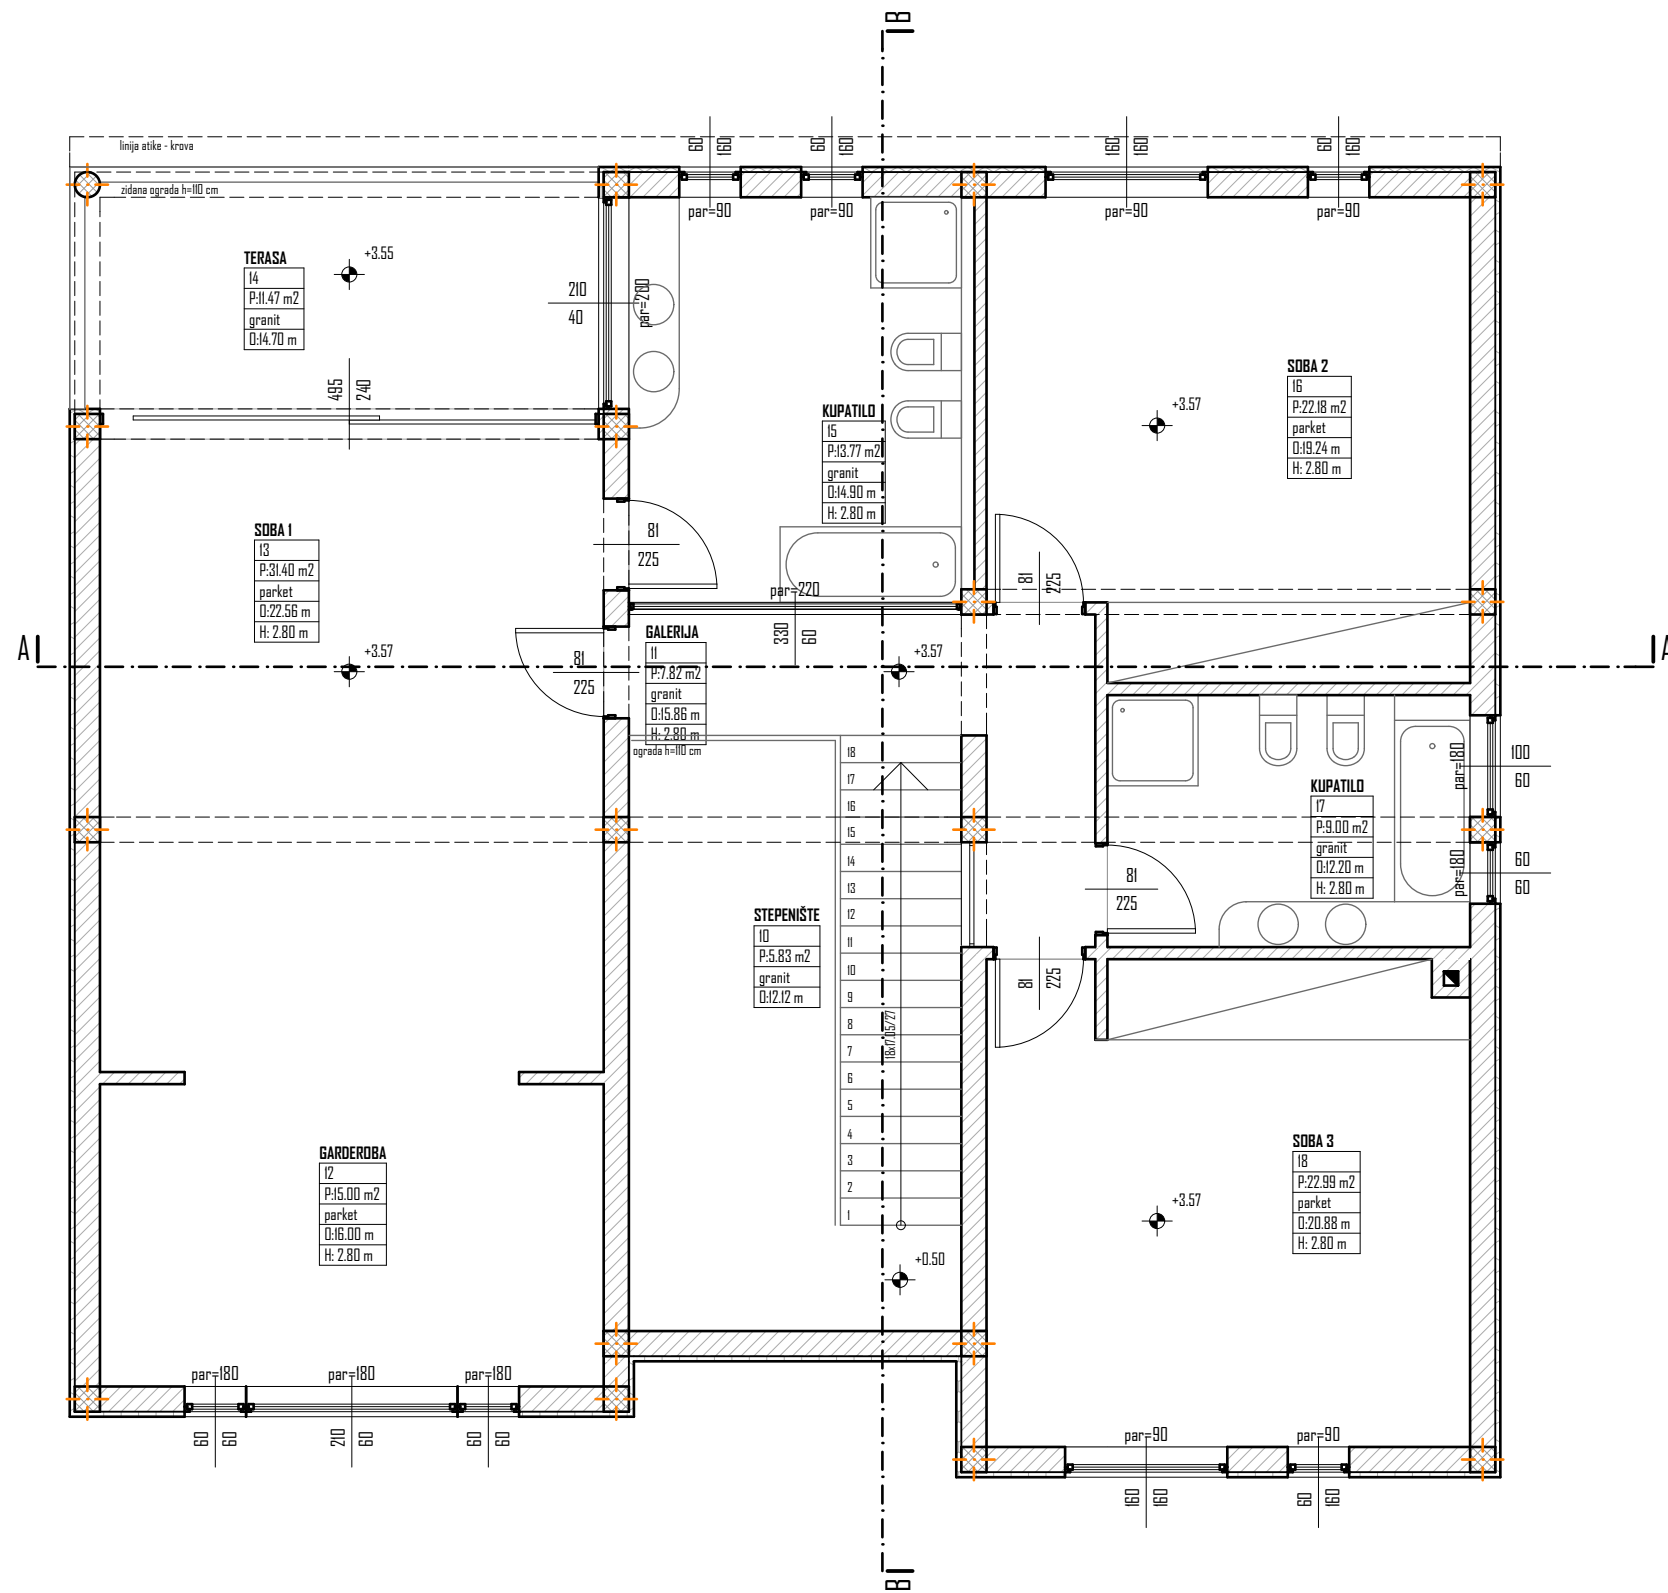 B
linija atike - krova
60
160
60
160
160
160
60
160
zidana ograda h=110 cm
par=90
par=90
par=90
par=90
TERASA
14
P:11.47 m2
granit
O:14.70 m
+3.55
210
40
par=200
495
240
KUPATILO
15
P:13.77 m2
granit
O:14.90 m
H: 2.80 m
SOBA 2
16
P:22.18 m2
parket
O:19.24 m
H: 2.80 m
+3.57
SOBA 1
13
P:31.40 m2
parket
O:22.56 m
H: 2.80 m
81
225
par=220
81
225
330
60
GALERIJA
11
P:7.82 m2
granit
O:15.86 m
H: 2.80 m
ograda h=110 cm
A
A
+3.57
81
225
+3.57
18
17
16
15
14
13
12
11
10
9
8
7
6
5
4
3
2
1
18x17.05/27
KUPATILO
17
P:9.00 m2
granit
O:12.20 m
H: 2.80 m
par=180
100
60
par=180
60
60
81
225
STEPENIŠTE
10
P:5.83 m2
granit
O:12.12 m
81
225
GARDEROBA
12
P:15.00 m2
parket
O:16.00 m
H: 2.80 m
SOBA 3
18
P:22.99 m2
parket
O:20.88 m
H: 2.80 m
+3.57
+0.50
par=180
par=180
par=180
60
60
210
60
60
60
par=90
par=90
160
160
60
160
B